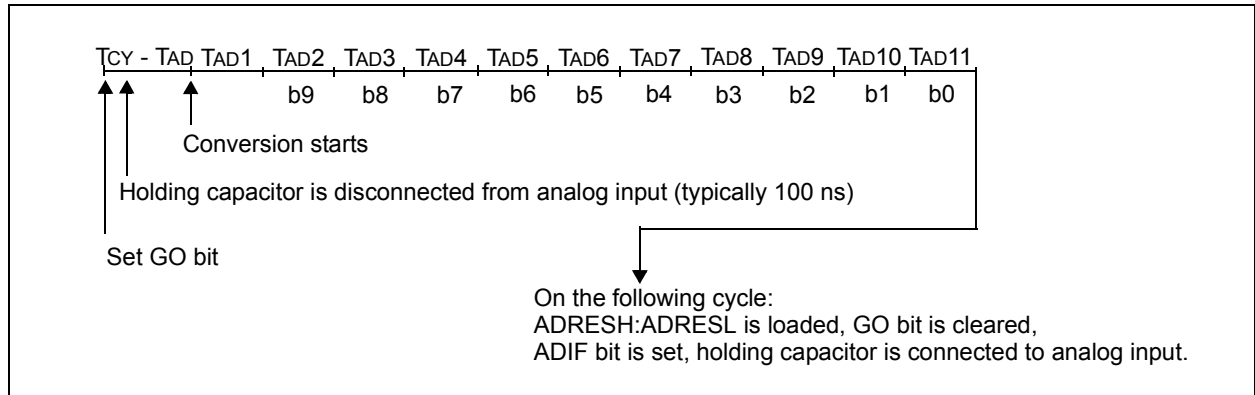 TCY - TAD TAD1 TAD2 TAD3 TAD4 TAD5 TAD6 TAD7 TAD8 TAD9 TAD10 TAD11
b9 b8 b7 b6 b5 b4 b3 b2 b1 b0
Conversion starts
Holding capacitor is disconnected from analog input (typically 100 ns)
Set GO bit
On the following cycle:
ADRESH:ADRESL is loaded, GO bit is cleared,
ADIF bit is set, holding capacitor is connected to analog input.